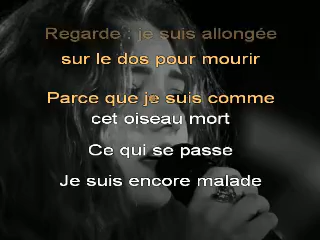 Regarde : je suis allongée
sur le dos pour mourir
Parce que je suis comme
cet oiseau mort
Ce qui se passe
Je suis encore malade